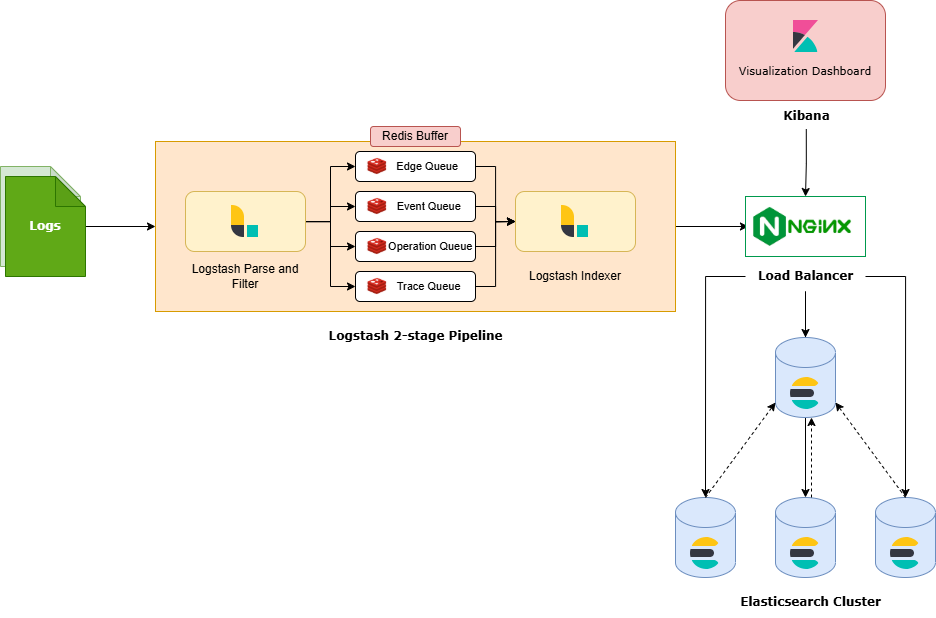 Visualization Dashboard
Kibana
Redis Buffer
Edge Queue
Event Queue
Operation Queue
Trace Queue
Logs
Logstash Parse and
Filter
Logstash Indexer
Logstash 2-stage Pipeline
N NGiNX
Load Balancer
Elasticsearch Cluster